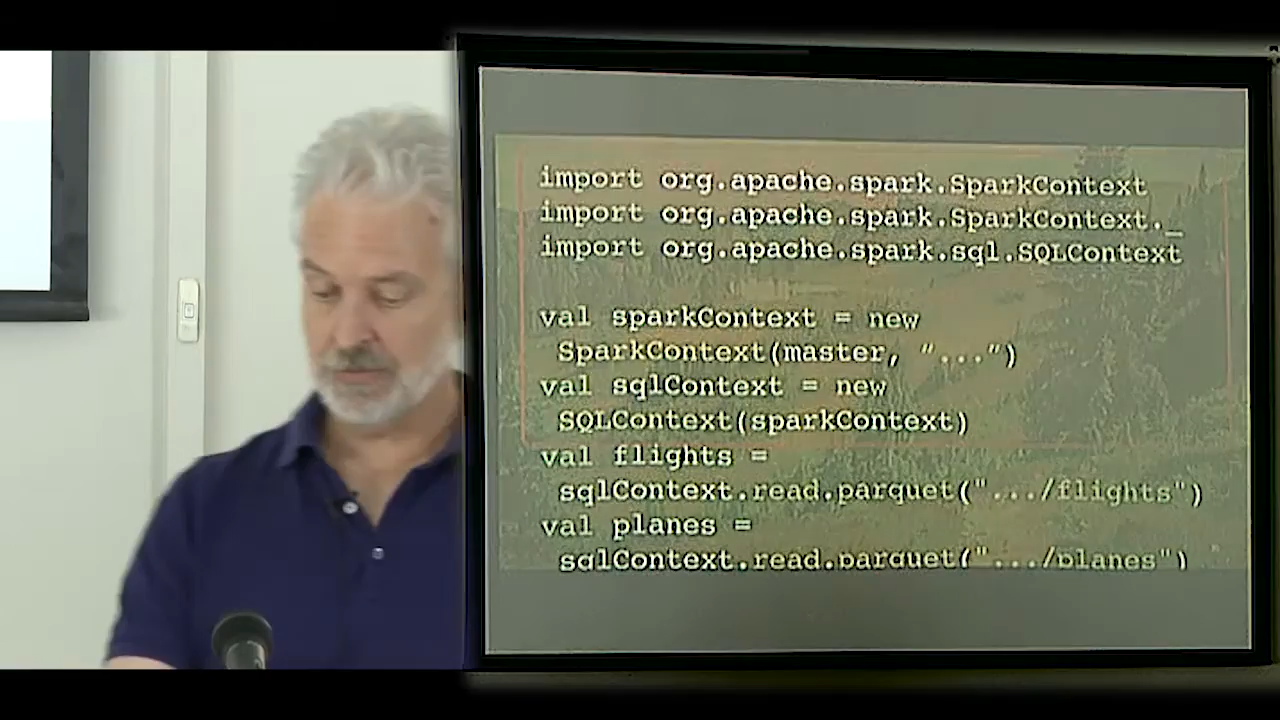 import org.apache.spark.SparkContext
import org.apache.spark.SparkContext._
import org.apache.spark.sql.SQLContext
val sparkContext = new
SparkContext(master, “...”)
val sqlContext = new
SQLContext(sparkContext)
val flights =
sqlContext.read.parquet(".../flights")
val planes =
sqlContext.read.parquet(".../planes")